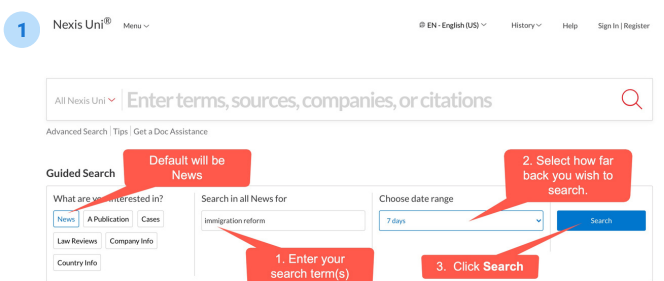 1
Nexis Uni® Menu
EN - English (US) History Help Sign In | Register
All Nexis Uni Enter terms, sources, companies, or citations
Advanced Search | Tips | Get a Doc Assistance
Guided Search
Default will be
News
2. Select how far
back you wish to
search.
What are you interested in?
Search in all News for
Choose date range
News A Publication Cases
immigration reform
7 days
Search
Law Reviews Company Info
Country Info
1. Enter your
search term(s)
3. Click Search